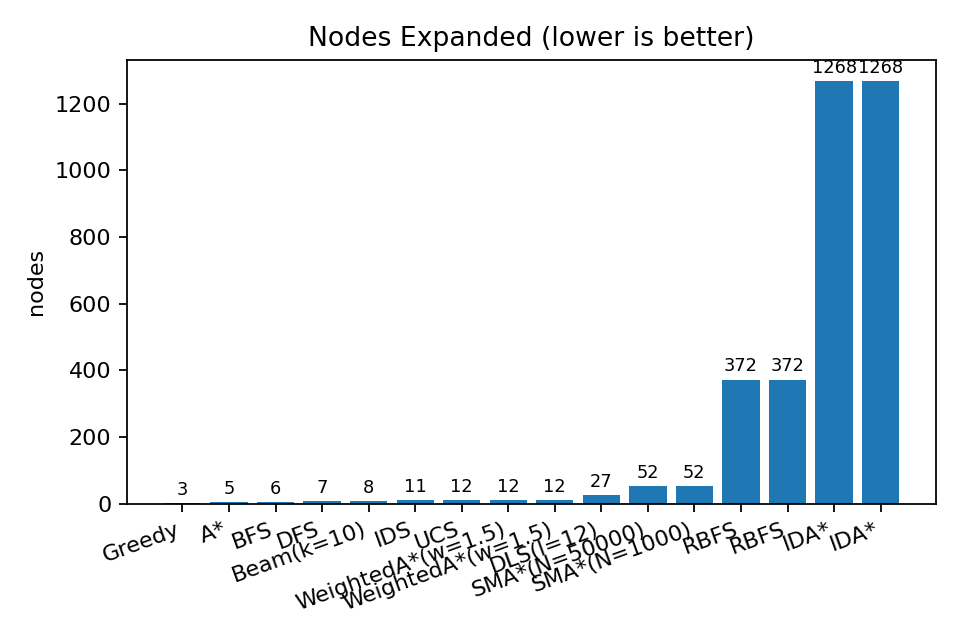 Nodes Expanded (lower is better)
nodes
1200
1000
800
600
400
200
0
3
5
6
7
8
11
12
12
12
27
52
52
372
372
1268
1268
Greedy
A*
BFS
DFS
Beam(k=10)
IDS
UCS
WeightedA*(w=1.5)
WeightedA*(w=1.5)
DLS(l=12)
SMA*(N=50000)
SMA*(N=1000)
RBFS
RBFS
IDA*
IDA*